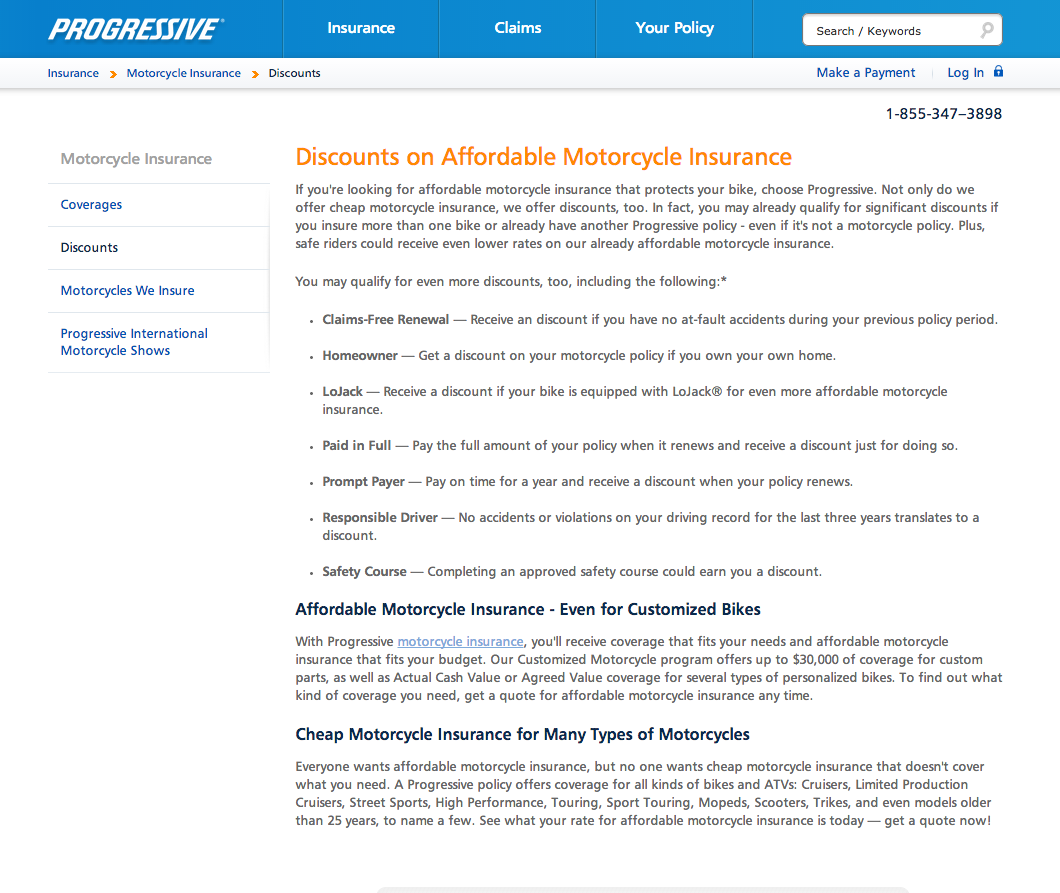 PROGRESSIVE
Insurance
Claims
Your Policy
Search / Keywords
Insurance
Motorcycle Insurance
Discounts
Make a Payment
Log In
1-855-347–3898
Motorcycle Insurance
Coverages
Discounts
Motorcycles We Insure
Progressive International
Motorcycle Shows
Discounts on Affordable Motorcycle Insurance
If you're looking for affordable motorcycle insurance that protects your bike, choose Progressive. Not only do we
offer cheap motorcycle insurance, we offer discounts, too. In fact, you may already qualify for significant discounts if
you insure more than one bike or already have another Progressive policy - even if it's not a motorcycle policy. Plus,
safe riders could receive even lower rates on our already affordable motorcycle insurance.
You may qualify for even more discounts, too, including the following:*
• Claims-Free Renewal — Receive an discount if you have no at-fault accidents during your previous policy period.
• Homeowner — Get a discount on your motorcycle policy if you own your own home.
• LoJack — Receive a discount if your bike is equipped with LoJack® for even more affordable motorcycle
insurance.
• Paid in Full — Pay the full amount of your policy when it renews and receive a discount just for doing so.
• Prompt Payer — Pay on time for a year and receive a discount when your policy renews.
• Responsible Driver — No accidents or violations on your driving record for the last three years translates to a
discount.
• Safety Course — Completing an approved safety course could earn you a discount.
Affordable Motorcycle Insurance - Even for Customized Bikes
With Progressive motorcycle insurance, you'll receive coverage that fits your needs and affordable motorcycle
insurance that fits your budget. Our Customized Motorcycle program offers up to $30,000 of coverage for custom
parts, as well as Actual Cash Value or Agreed Value coverage for several types of personalized bikes. To find out what
kind of coverage you need, get a quote for affordable motorcycle insurance any time.
Cheap Motorcycle Insurance for Many Types of Motorcycles
Everyone wants affordable motorcycle insurance, but no one wants cheap motorcycle insurance that doesn't cover
what you need. A Progressive policy offers coverage for all kinds of bikes and ATVs: Cruisers, Limited Production
Cruisers, Street Sports, High Performance, Touring, Sport Touring, Mopeds, Scooters, Trikes, and even models older
than 25 years, to name a few. See what your rate for affordable motorcycle insurance is today — get a quote now!